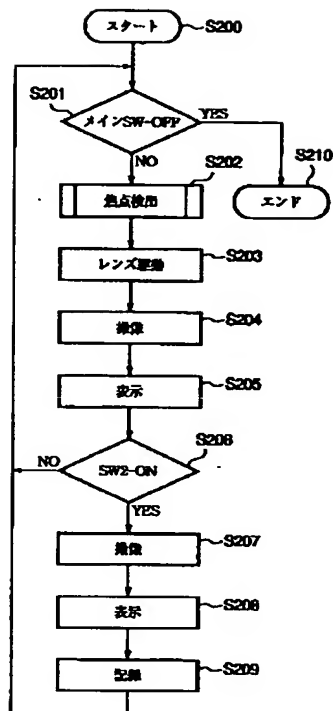 スタート
S200
S201
メインSW-OFF
YES
NO
S202
焦点検出
S210
エンド
レンズ駆動
S203
撮像
S204
表示
S205
NO
SW2-ON
S206
YES
撮像
S207
表示
S208
記録
S209